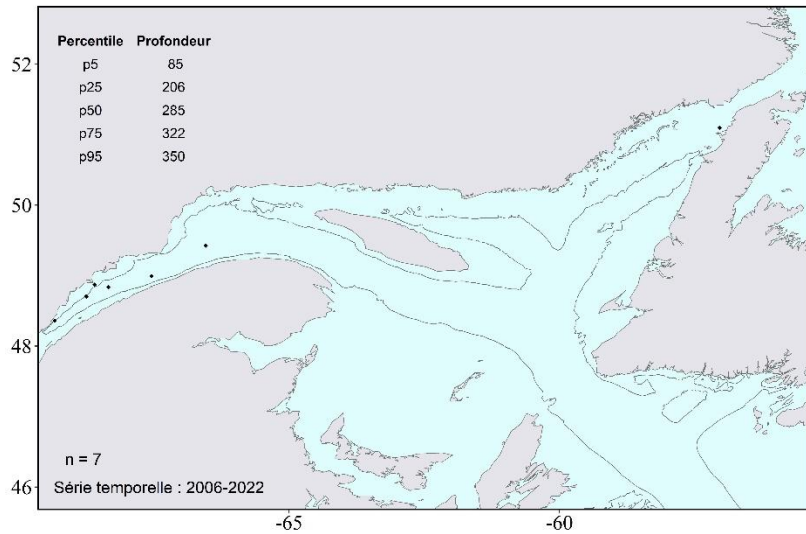 Percentile Profondeur
p5 85
p25 206
p50 285
p75 322
p95 350
52
50
48
46
n = 7
Série temporelle : 2006-2022
-65 -60